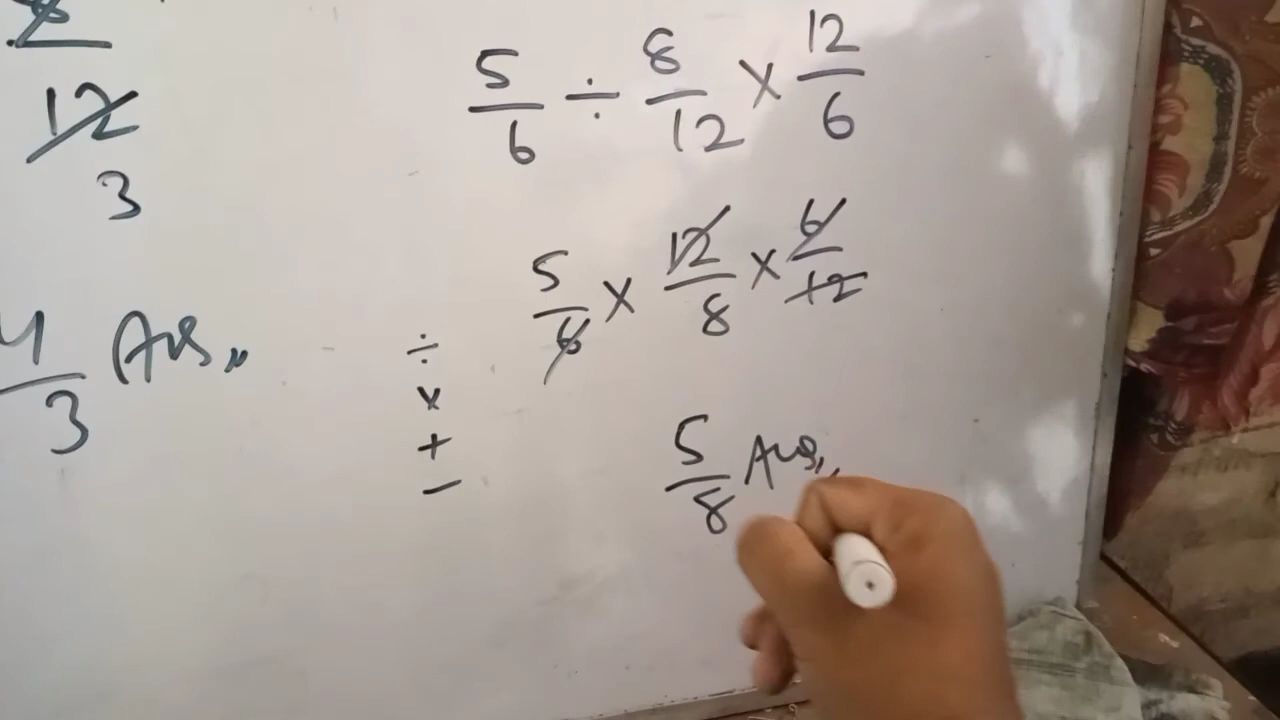 12
3
4/3 Ans,,
5/6 ÷ 8/12 × 12/6
5/6 × 12/8 × 6/12
÷
×
+
−
5/8 Ans,,